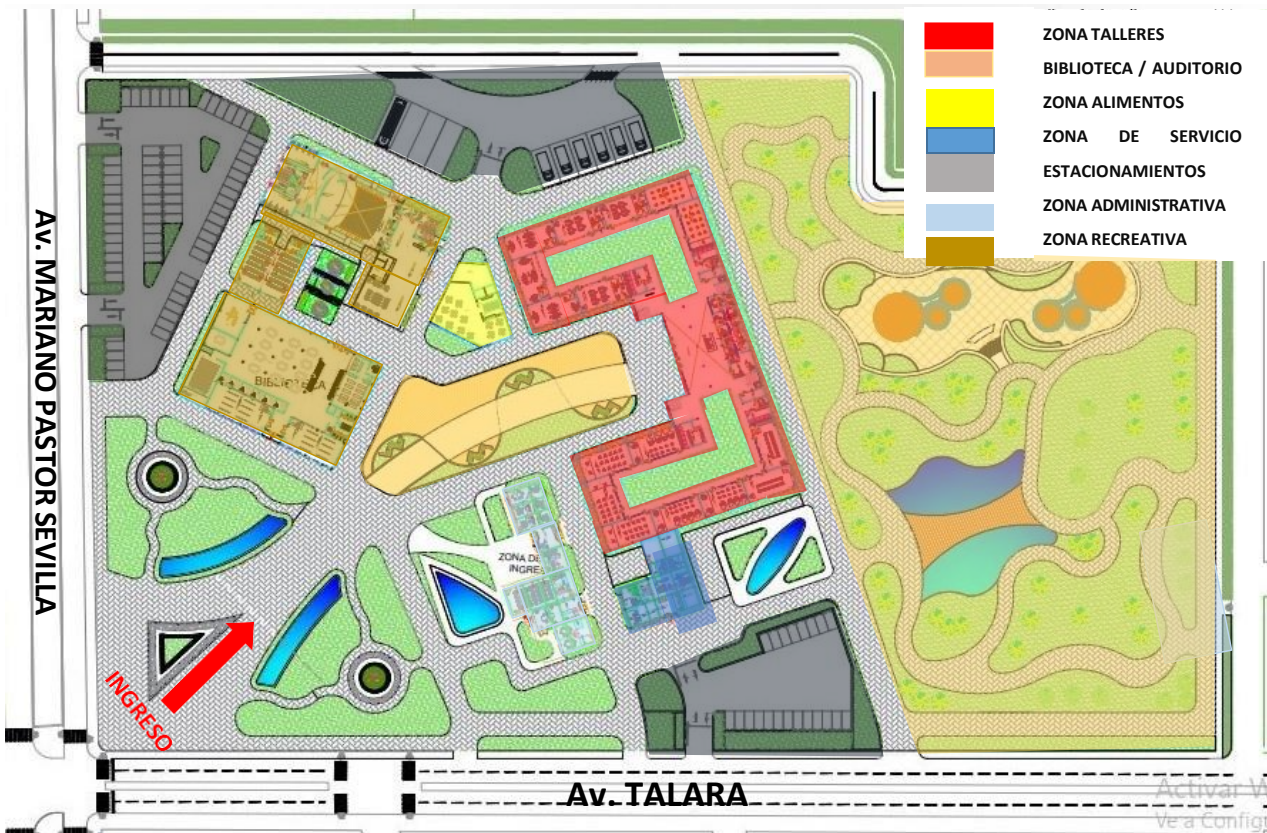 ZONA TALLERES
BIBLIOTECA / AUDITORIO
ZONA ALIMENTOS
ZONA DE SERVICIO
ESTACIONAMIENTOS
ZONA ADMINISTRATIVA
ZONA RECREATIVA
Av. MARIANO PASTOR SEVILLA
ZONA DE
INGRE
INGRESO
Av. TALARA
Activar W
Ve a Config